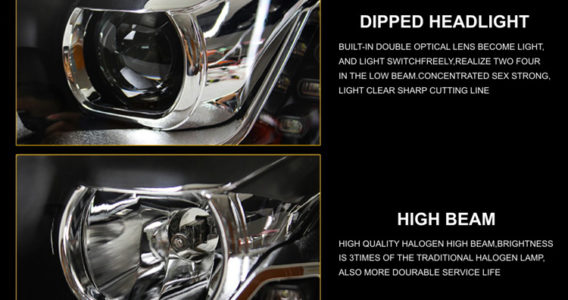 DIPPED HEADLIGHT
BUILT-IN DOUBLE OPTICAL LENS BECOME LIGHT,
AND LIGHT SWITCHFREELY,REALIZE TWO FOUR
IN THE LOW BEAM.CONCENTRATED SEX STRONG,
LIGHT CLEAR SHARP CUTTING LINE
HIGH BEAM
HIGH QUALITY HALOGEN HIGH BEAM,BRIGHTNESS
IS 3TIMES OF THE TRADITIONAL HALOGEN LAMP,
ALSO MORE DOURABLE SERVICE LIFE